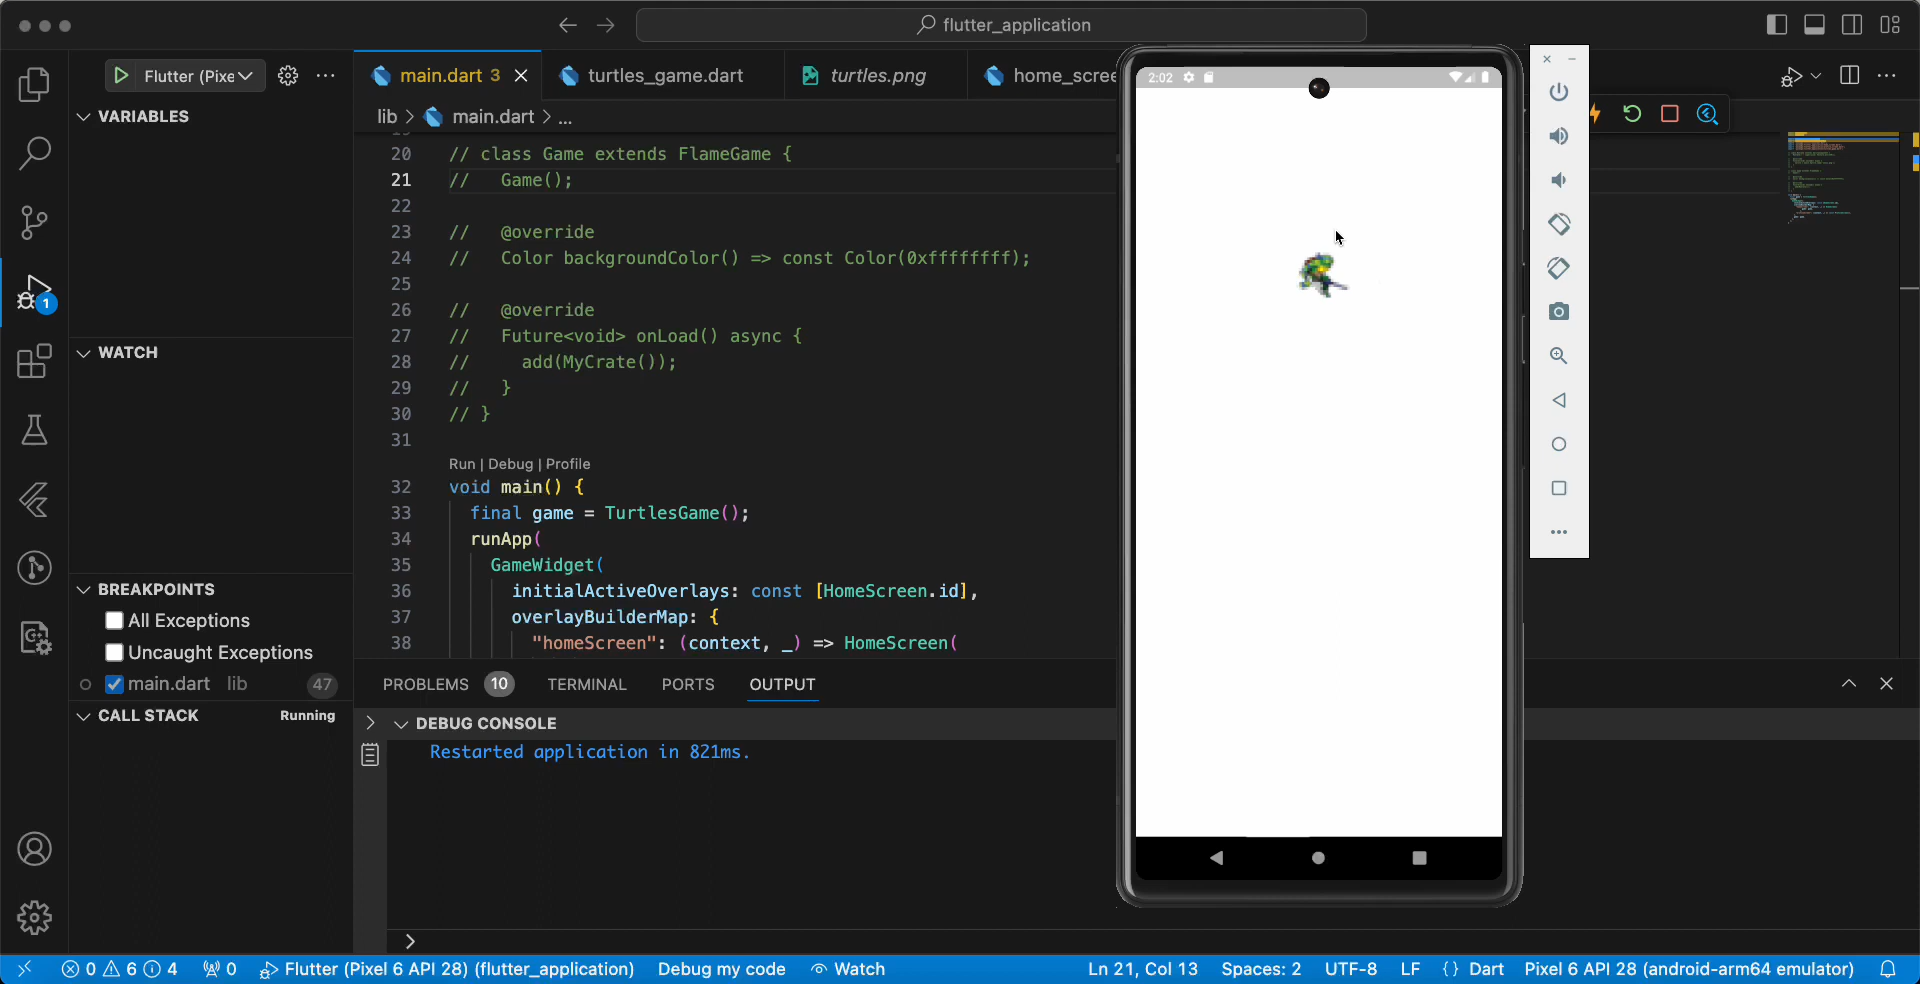 flutter_application
Flutter (Pixe
main.dart 3
turtles_game.dart
turtles.png
home_scree
VARIABLES
lib > main.dart > ...
20 // class Game extends FlameGame {
21 //   Game();
22
23 //   @override
24 //   Color backgroundColor() => const Color(0xffffffff);
25
26 //   @override
27 //   Future<void> onLoad() async {
28 //     add(MyCrate());
29 //   }
30 // }
31
Run | Debug | Profile
32 void main() {
33   final game = TurtlesGame();
34   runApp(
35     GameWidget(
36       initialActiveOverlays: const [HomeScreen.id],
37       overlayBuilderMap: {
38         "homeScreen": (context, _) => HomeScreen(
2:02
WATCH
BREAKPOINTS
All Exceptions
Uncaught Exceptions
main.dart lib 47
CALL STACK Running
PROBLEMS 10 TERMINAL PORTS OUTPUT
DEBUG CONSOLE
Restarted application in 821ms.
1
0 6 4 0 Flutter (Pixel 6 API 28) (flutter_application) Debug my code Watch Ln 21, Col 13 Spaces: 2 UTF-8 LF {} Dart Pixel 6 API 28 (android-arm64 emulator)